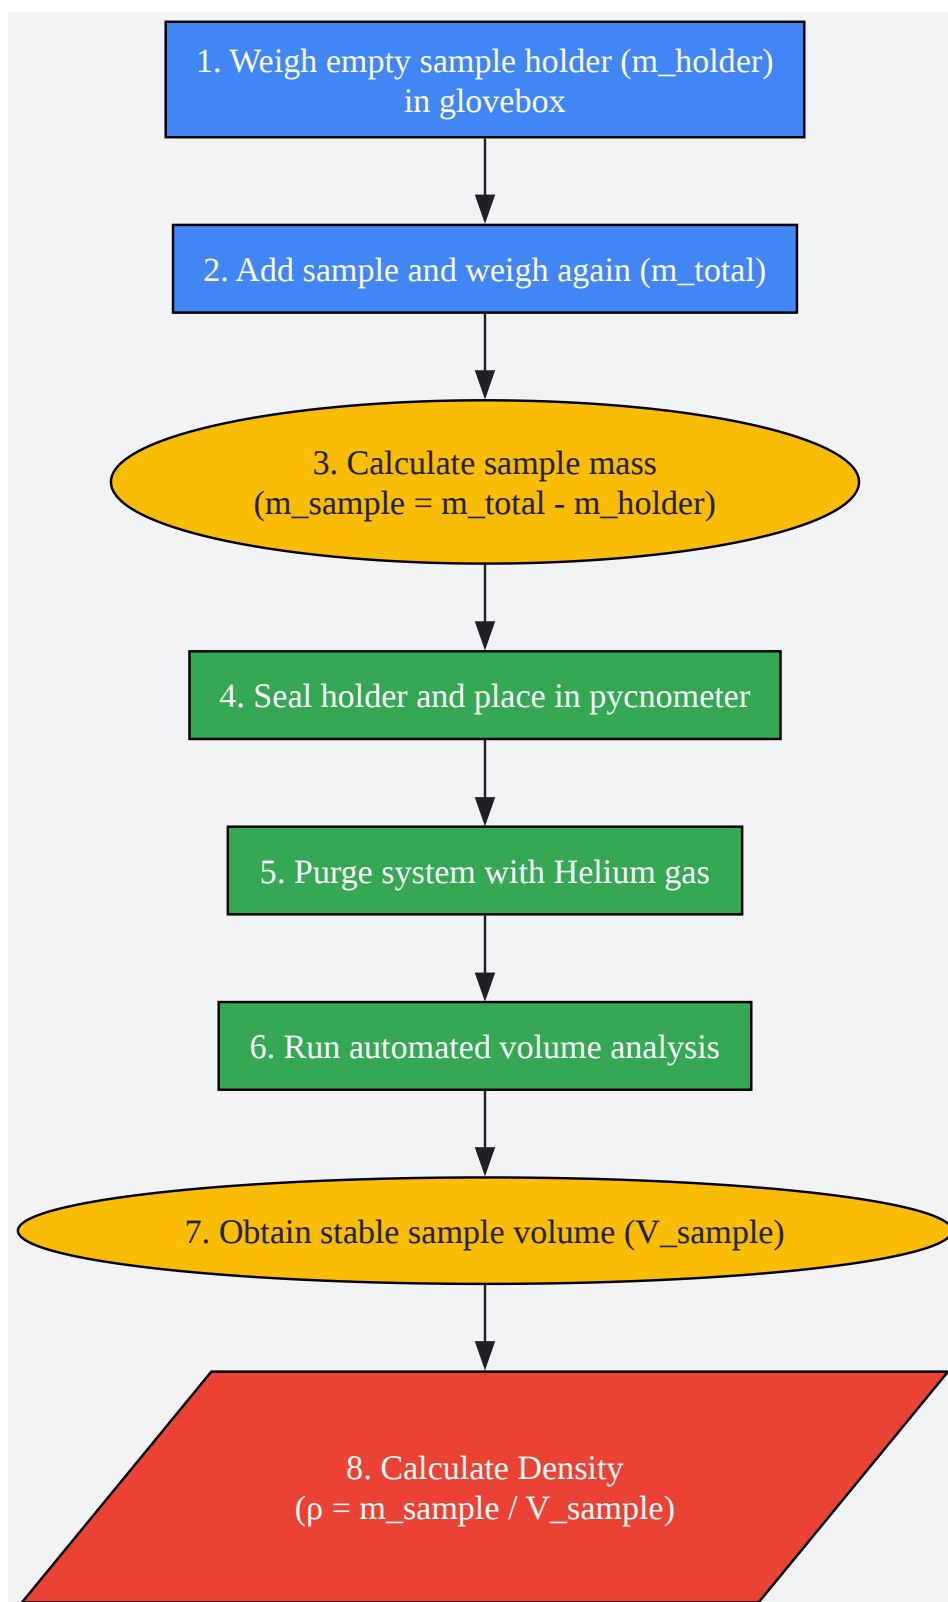 1. Weigh empty sample holder (m_holder)
in glovebox
2. Add sample and weigh again (m_total)
3. Calculate sample mass
(m_sample = m_total - m_holder)
4. Seal holder and place in pycnometer
5. Purge system with Helium gas
6. Run automated volume analysis
7. Obtain stable sample volume (V_sample)
8. Calculate Density
(ρ = m_sample / V_sample)